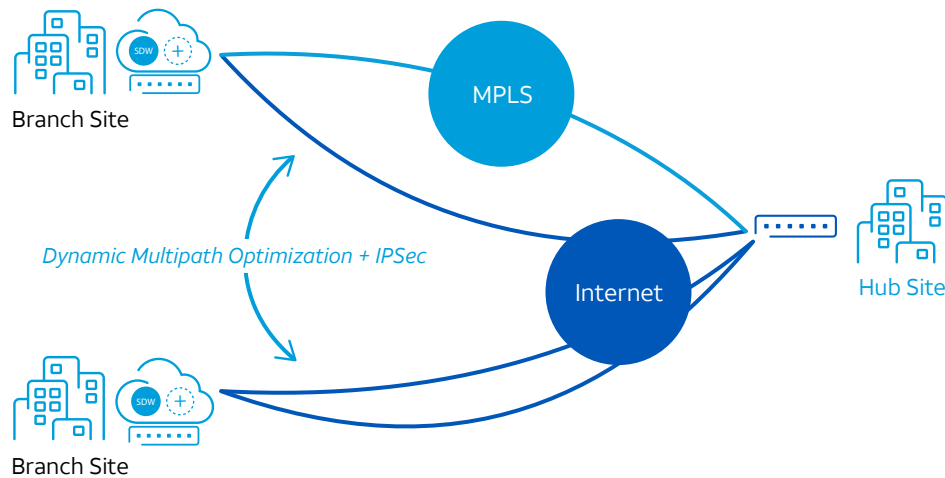 SDW
Branch Site
MPLS
Dynamic Multipath Optimization + IPSec
Internet
Hub Site
SDW
Branch Site